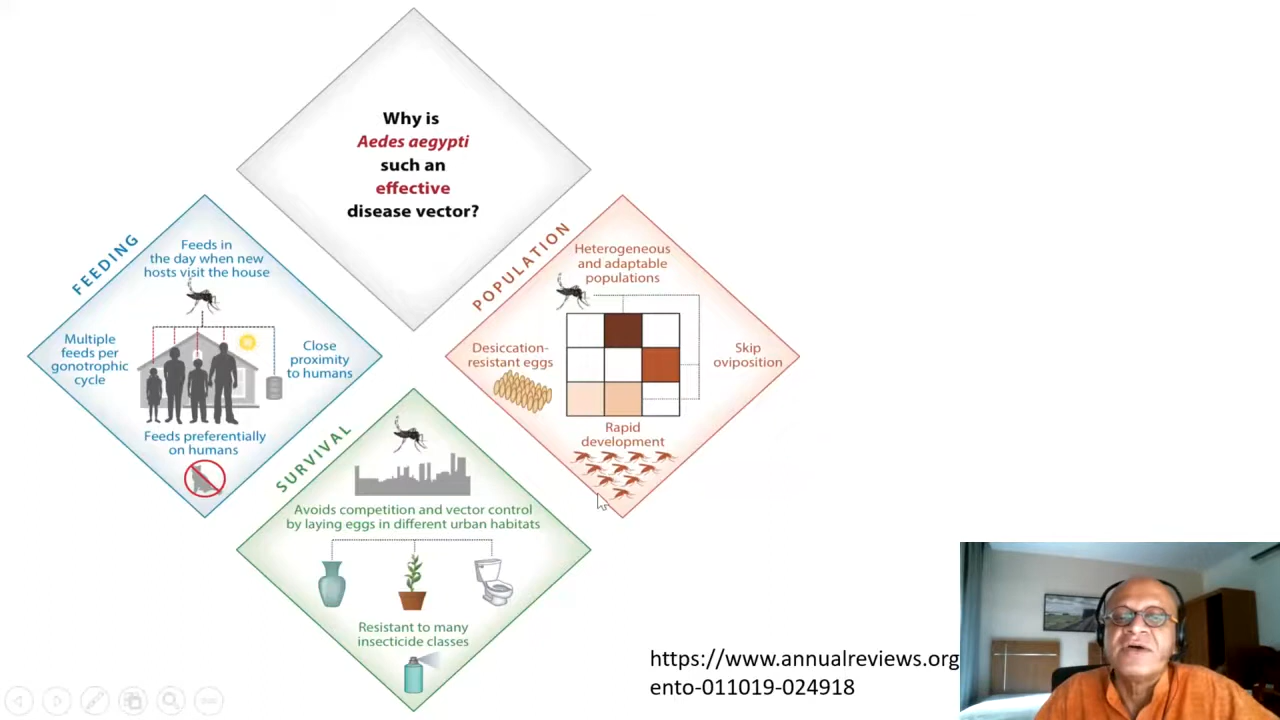 Why is
Aedes aegypti
such an
effective
disease vector?
FEEDING
Feeds in
the day when new
hosts visit the house
Multiple
feeds per
gonotrophic
cycle
Close
proximity
to humans
Feeds preferentially
on humans
POPULATION
Heterogeneous
and adaptable
populations
Desiccation-
resistant eggs
Skip
oviposition
Rapid
development
SURVIVAL
Avoids competition and vector control
by laying eggs in different urban habitats
Resistant to many
insecticide classes
https://www.annualreviews.org
ento-011019-024918